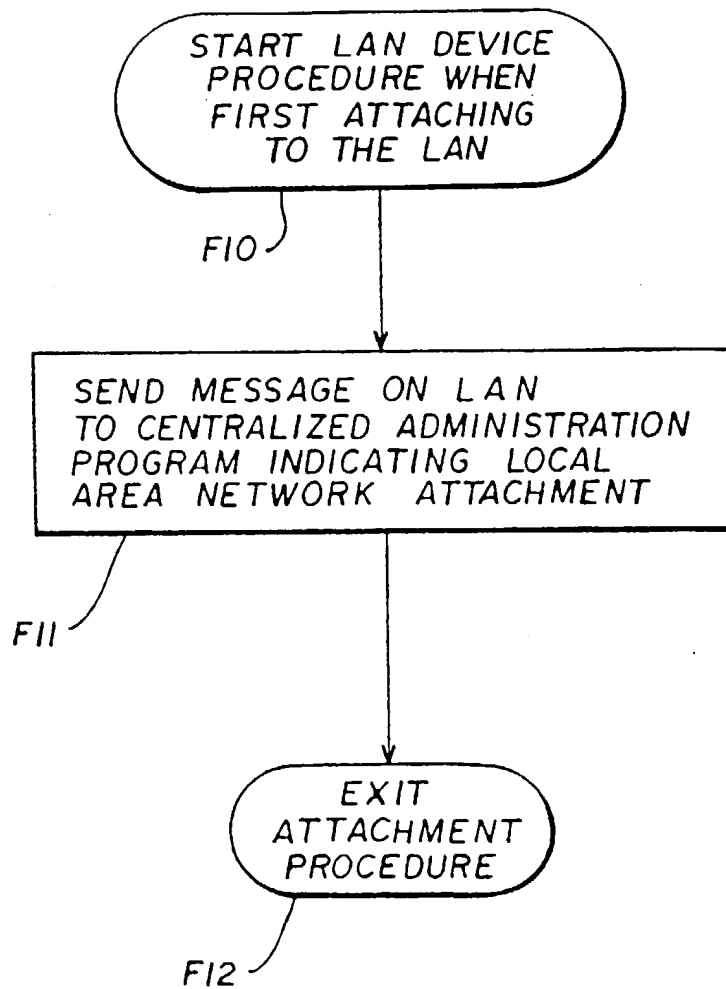 START LAN DEVICE
PROCEDURE WHEN
FIRST ATTACHING
TO THE LAN
F10
SEND MESSAGE ON LAN
TO CENTRALIZED ADMINISTRATION
PROGRAM INDICATING LOCAL
AREA NETWORK ATTACHMENT
F11
EXIT
ATTACHMENT
PROCEDURE
F12